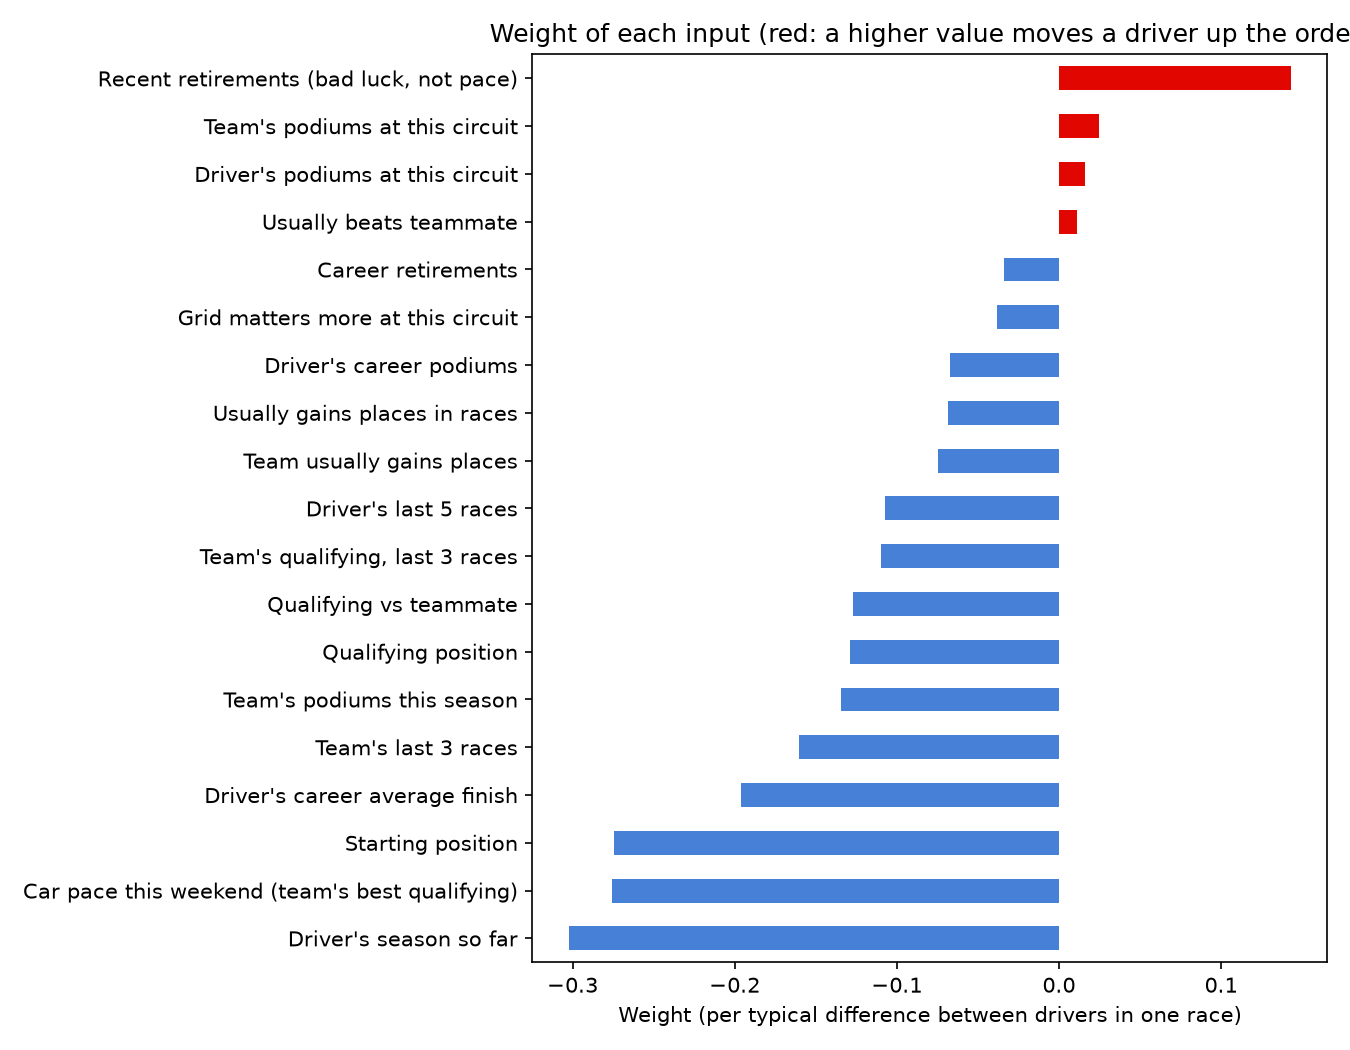 Weight of each input (red: a higher value moves a driver up the orde
Recent retirements (bad luck, not pace)
Team's podiums at this circuit
Driver's podiums at this circuit
Usually beats teammate
Career retirements
Grid matters more at this circuit
Driver's career podiums
Usually gains places in races
Team usually gains places
Driver's last 5 races
Team's qualifying, last 3 races
Qualifying vs teammate
Qualifying position
Team's podiums this season
Team's last 3 races
Driver's career average finish
Starting position
Car pace this weekend (team's best qualifying)
Driver's season so far
−0.3 −0.2 −0.1 0.0 0.1
Weight (per typical difference between drivers in one race)